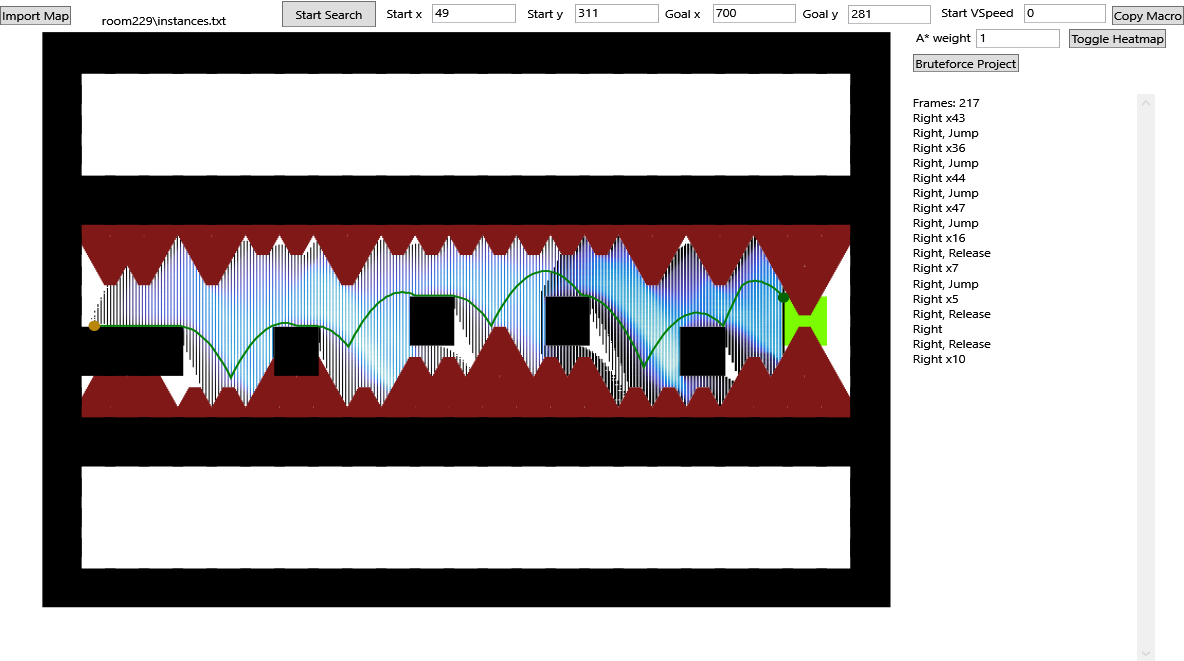 Import Map room229\instances.txt Start Search Start x 49 Start y 311 Goal x 700 Goal y 281 Start VSpeed 0 Copy Macro
A* weight 1 Toggle Heatmap
Bruteforce Project
Frames: 217
Right x43
Right, Jump
Right x36
Right, Jump
Right x44
Right, Jump
Right x47
Right, Jump
Right x16
Right, Release
Right x7
Right, Jump
Right x5
Right, Release
Right
Right, Release
Right x10